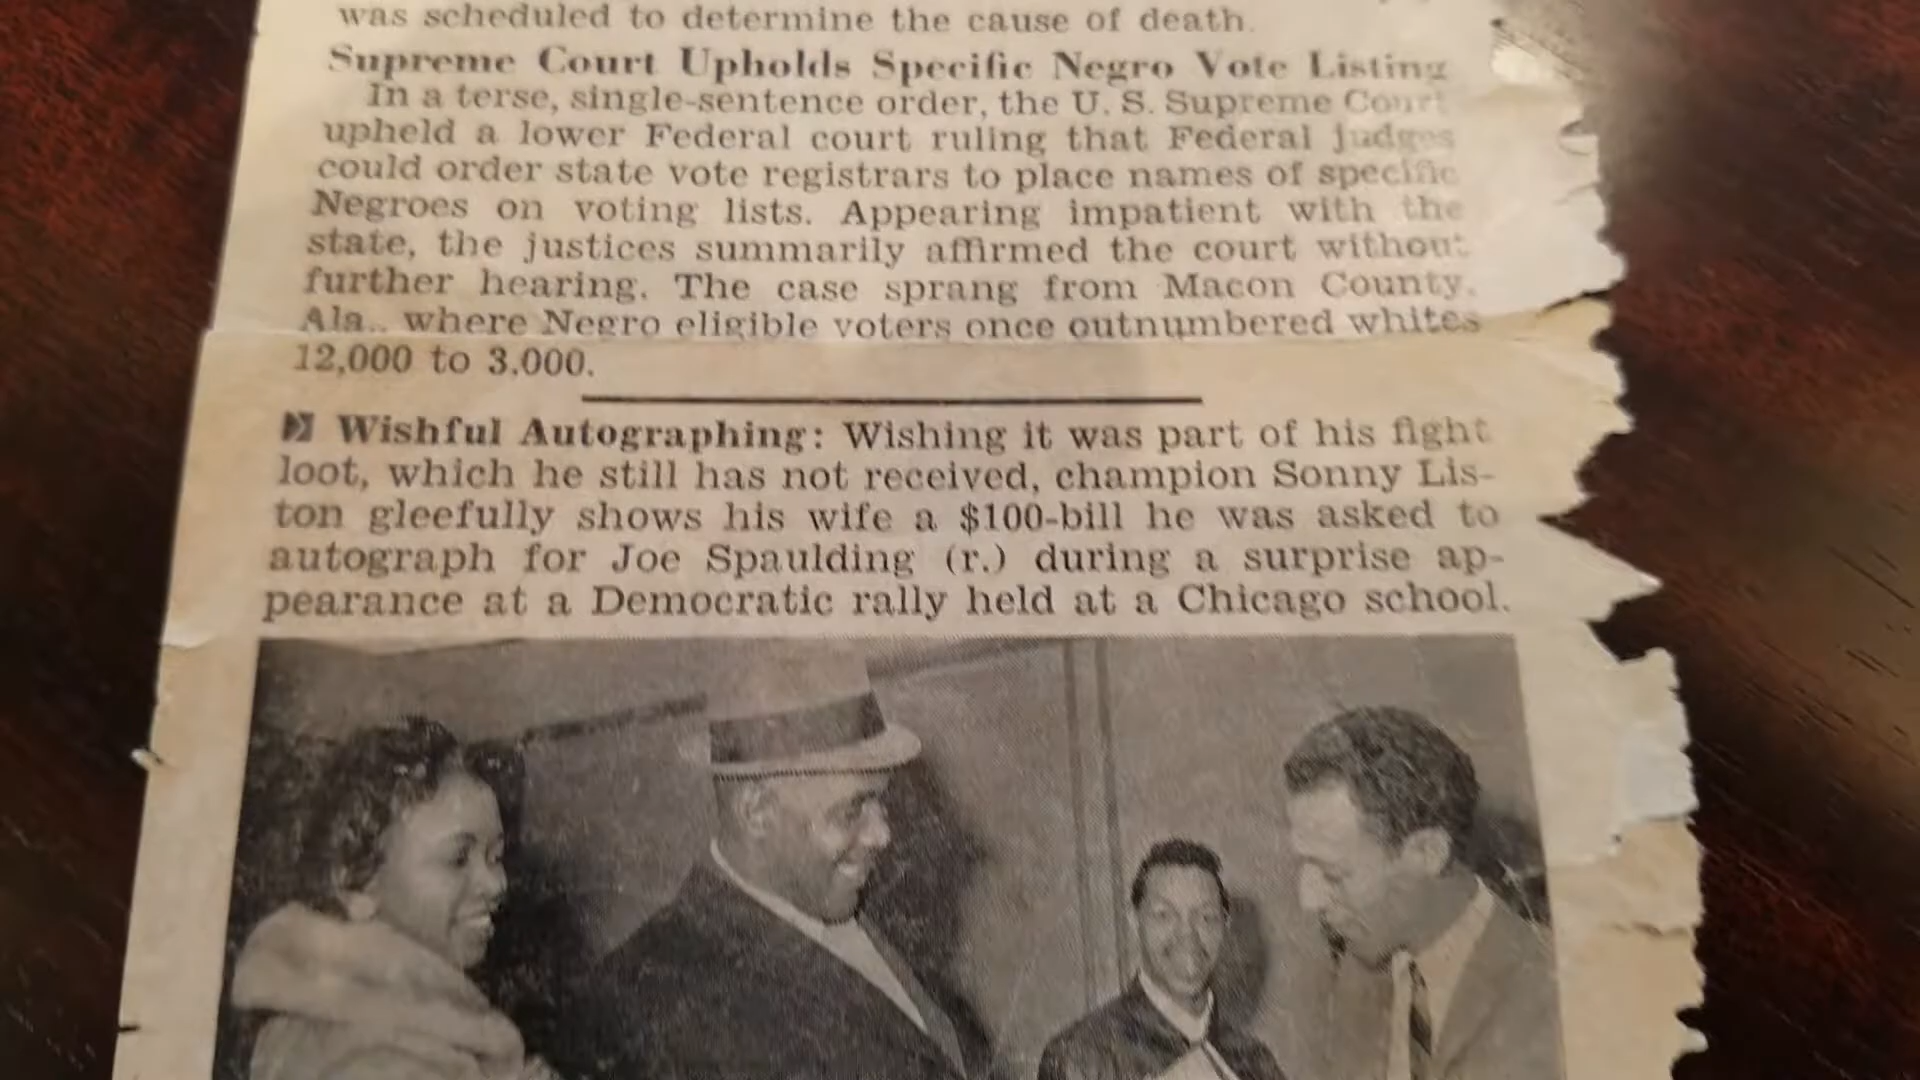 was scheduled to determine the cause of death.
Supreme Court Upholds Specific Negro Vote Listing
In a terse, single-sentence order, the U. S. Supreme Court
upheld a lower Federal court ruling that Federal judges
could order state vote registrars to place names of specific
Negroes on voting lists. Appearing impatient with the
state, the justices summarily affirmed the court without
further hearing. The case sprang from Macon County,
Ala., where Negro eligible voters once outnumbered whites
12,000 to 3,000.
Wishful Autographing: Wishing it was part of his fight
loot, which he still has not received, champion Sonny Lis-
ton gleefully shows his wife a $100-bill he was asked to
autograph for Joe Spaulding (r.) during a surprise ap-
pearance at a Democratic rally held at a Chicago school.